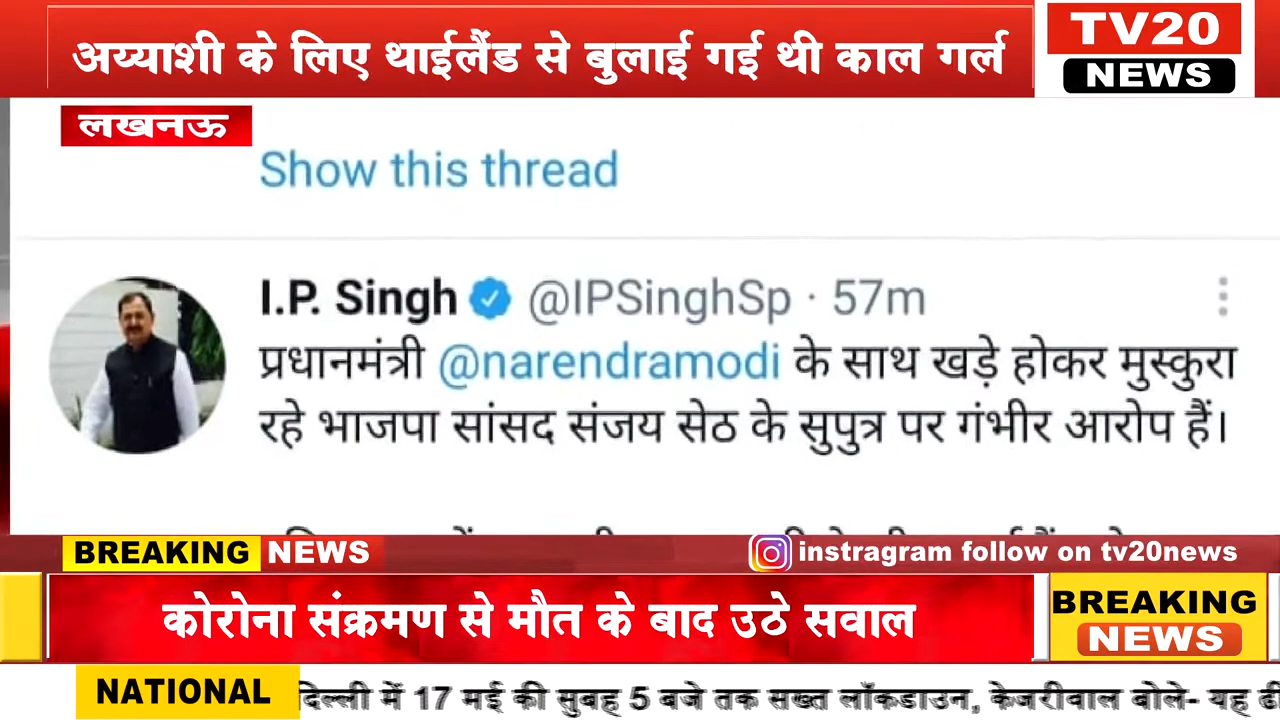 अय्याशी के लिए थाईलैंड से बुलाई गई थी काल गर्ल
TV20
NEWS
लखनऊ
Show this thread
I.P. Singh @IPSinghSp · 57m
प्रधानमंत्री @narendramodi के साथ खड़े होकर मुस्कुरा
रहे भाजपा सांसद संजय सेठ के सुपुत्र पर गंभीर आरोप हैं।
BREAKING NEWS
instragram follow on tv20news
कोरोना संक्रमण से मौत के बाद उठे सवाल
BREAKING
NEWS
NATIONAL
दिल्ली में 17 मई की सुबह 5 बजे तक सख्त लॉकडाउन, केजरीवाल बोले- यह